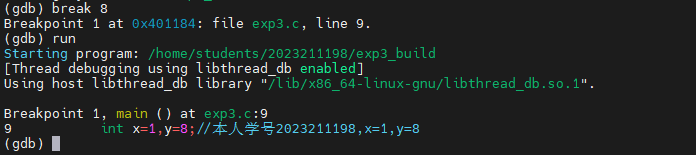 (gdb) break 8
Breakpoint 1 at 0x401184: file exp3.c, line 9.
(gdb) run
Starting program: /home/students/2023211198/exp3_build
[Thread debugging using libthread_db enabled]
Using host libthread_db library "/lib/x86_64-linux-gnu/libthread_db.so.1".
Breakpoint 1, main () at exp3.c:9
9 int x=1,y=8;//本人学号2023211198,x=1,y=8
(gdb)